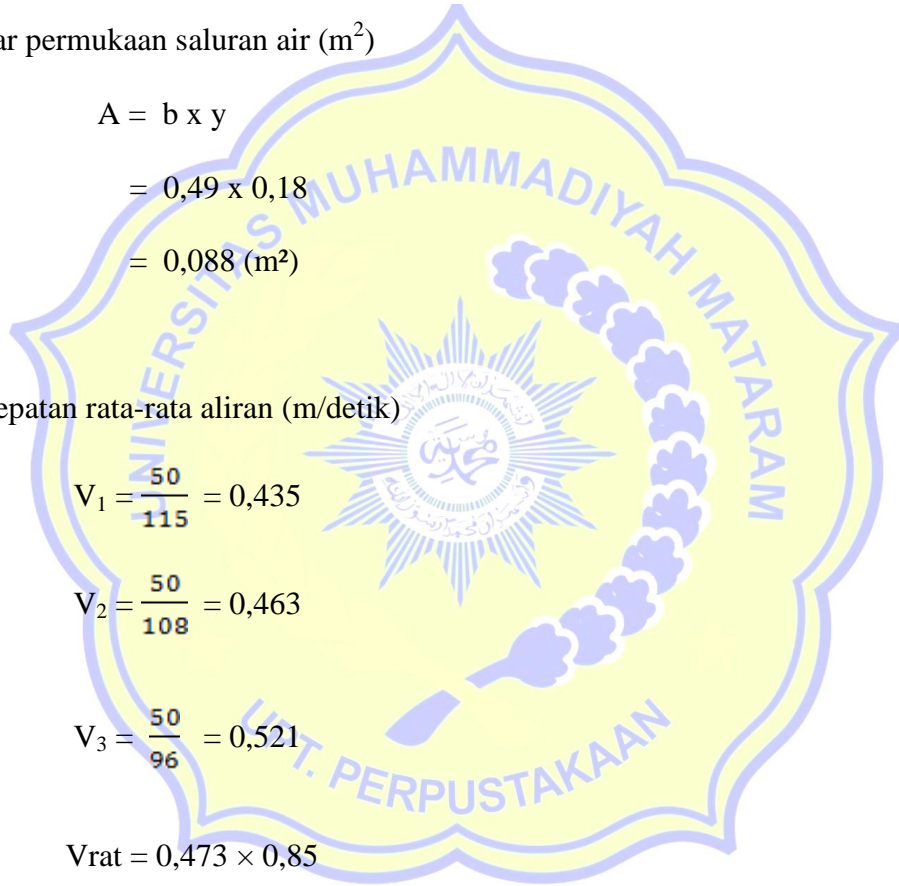 ar permukaan saluran air (m²)
A = b x y
= 0,49 x 0,18
= 0,088 (m²)
epatan rata-rata aliran (m/detik)
V₁ = 50/115 = 0,435
V₂ = 50/108 = 0,463
V₃ = 50/96 = 0,521
Vrat = 0,473 × 0,85
UNIVERSITAS MUHAMMADIYAH MATARAM
UPT. PERPUSTAKAAN